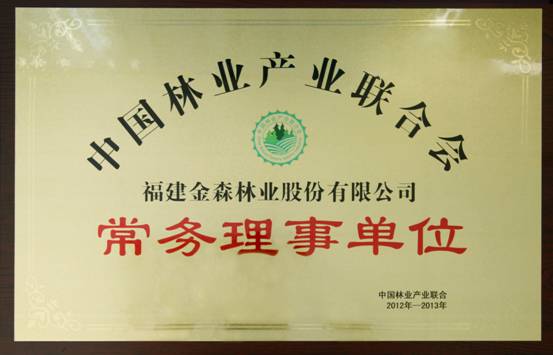 中国林业产业联合会
福建金森林业股份有限公司
常务理事单位
中国林业产业联合
2012年—2013年